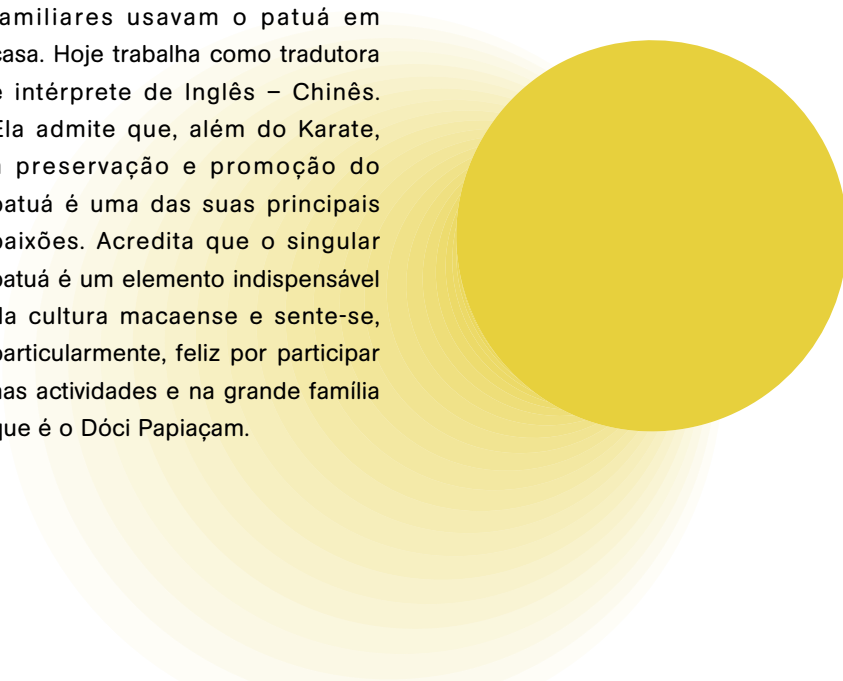 familiares usavam o patuá em
casa. Hoje trabalha como tradutora
e intérprete de Inglês – Chinês.
Ela admite que, além do Karate,
a preservação e promoção do
patuá é uma das suas principais
paixões. Acredita que o singular
patuá é um elemento indispensável
da cultura macaense e sente-se,
particularmente, feliz por participar
nas actividades e na grande família
que é o Dóci Papiaçam.